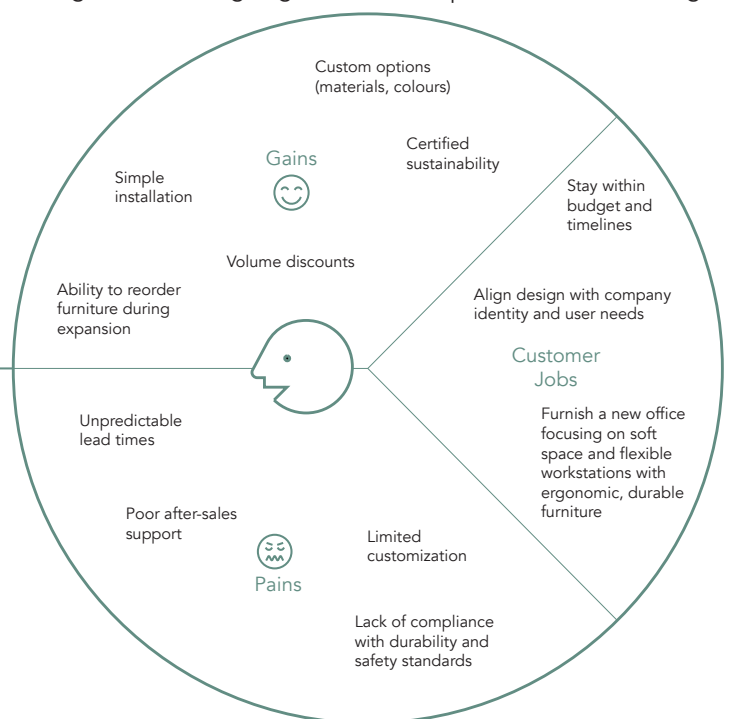 Custom options
(materials, colours)
Certified
sustainability
Gains
Simple
installation
Volume discounts
Ability to reorder
furniture during
expansion
Stay within
budget and
timelines
Align design with company
identity and user needs
Customer
Jobs
Furnish a new office
focusing on soft
space and flexible
workstations with
ergonomic, durable
furniture
Unpredictable
lead times
Poor after-sales
support
Pains
Limited
customization
Lack of compliance
with durability and
safety standards